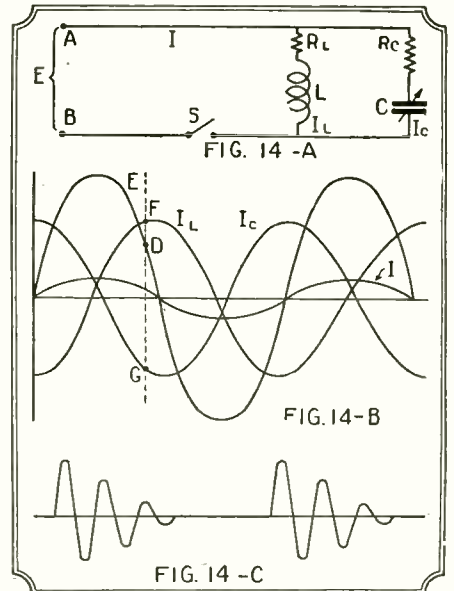 A I RL RC
E L C
B S IL IC
FIG. 14 -A
E
F IL IC
D I
G
FIG. 14-B
FIG. 14 -C